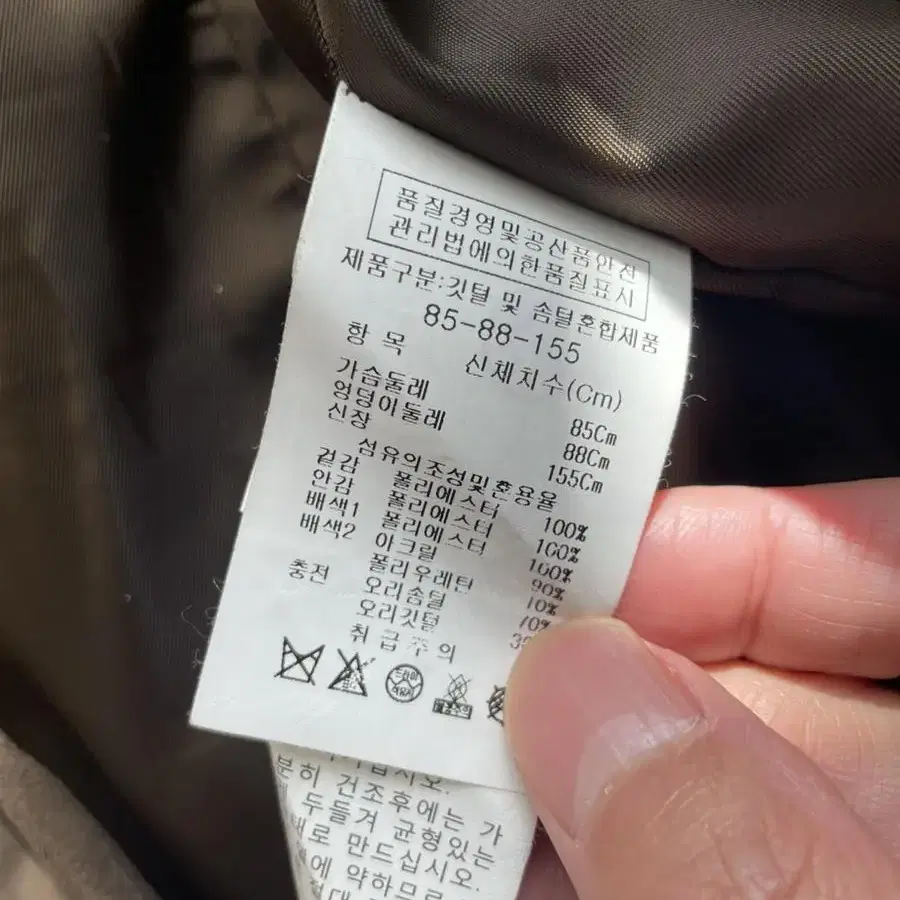 품질경영및공산품안전
관리법에의한품질표시
제품구분:깃털 및 솜털혼합제품
85-88-155
항 목 신체치수(Cm)
가슴둘레 85Cm
엉덩이둘레 88Cm
신장 155Cm
섬유의조성및혼용율
겉감 폴리에스터 100%
안감 폴리에스터 100%
배색1 폴리에스터 100%
배색2 아크릴 90%
폴리우레탄 10%
충전 오리솜털 70%
오리깃털
취급주의
드라이
석유계
분히 건조후에는 가
두들겨 균형있는
로 만드십시오.
에 약하므로